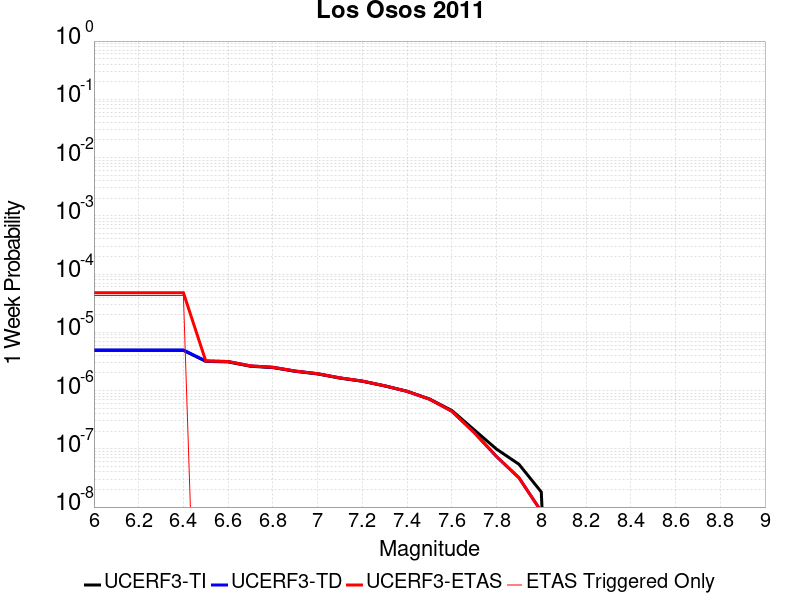 Los Osos 2011
10^0
10^-1
10^-2
10^-3
10^-4
10^-5
10^-6
10^-7
10^-8
1 Week Probability
6 6.2 6.4 6.6 6.8 7 7.2 7.4 7.6 7.8 8 8.2 8.4 8.6 8.8 9
Magnitude
UCERF3-TI UCERF3-TD UCERF3-ETAS ETAS Triggered Only